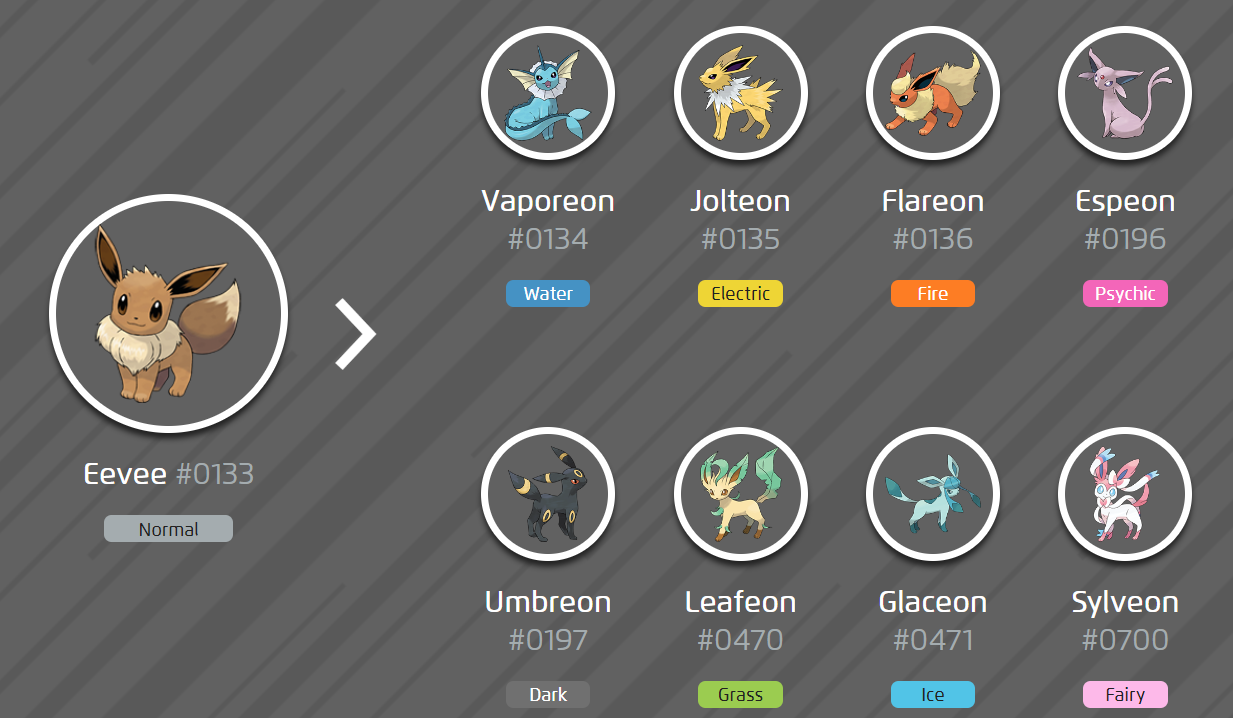 Vaporeon
#0134
Water
Jolteon
#0135
Electric
Flareon
#0136
Fire
Espeon
#0196
Psychic
Eevee #0133
Normal
Umbreon
#0197
Dark
Leafeon
#0470
Grass
Glaceon
#0471
Ice
Sylveon
#0700
Fairy